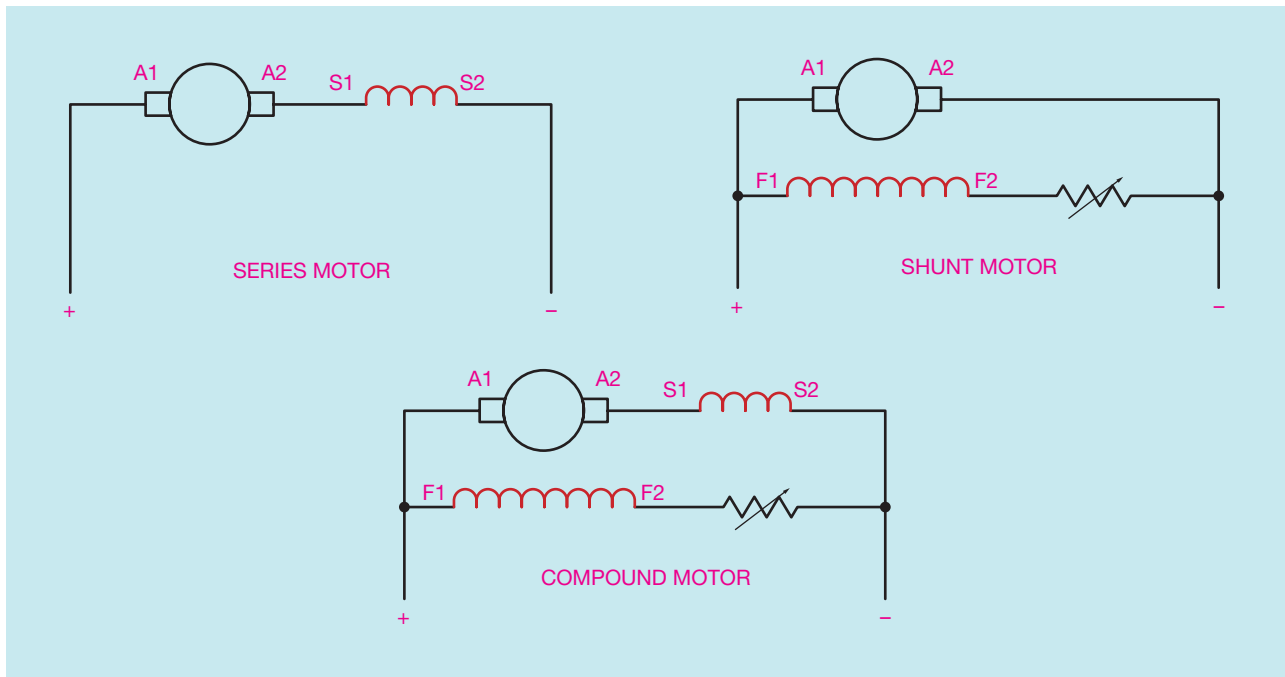 A1 A2 S1 S2
SERIES MOTOR
+ −
A1 A2
F1 F2
SHUNT MOTOR
+ −
A1 A2 S1 S2
F1 F2
COMPOUND MOTOR
+ −